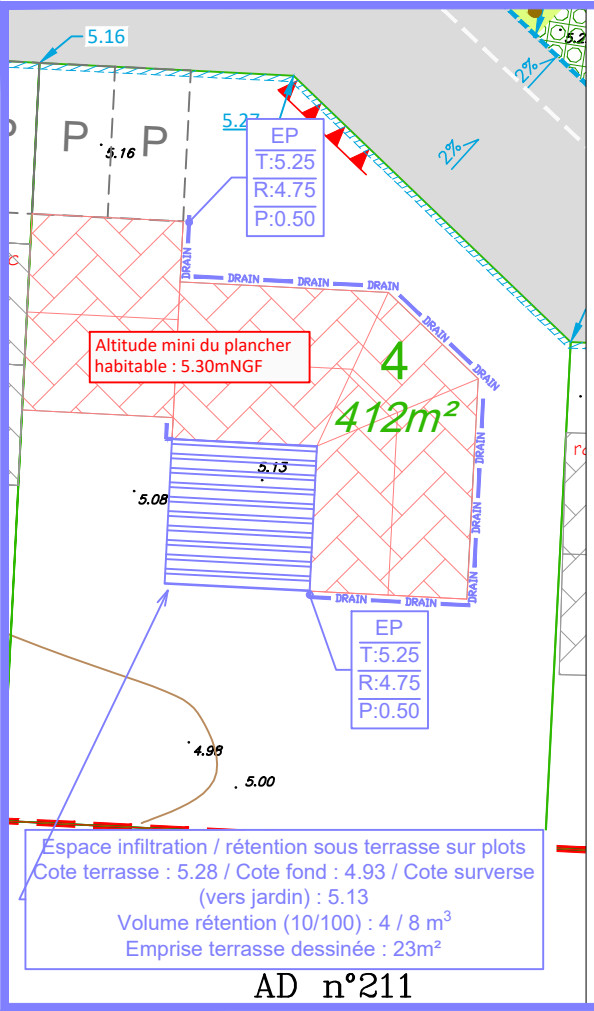 5.16
5.2
2%
5.27
2%
P
P
P
5.16
EP
T:5.25
R:4.75
P:0.50
DRAIN
DRAIN
DRAIN
DRAIN
DRAIN
DRAIN
Altitude mini du plancher
habitable : 5.30mNGF
4
412m²
5.13
5.08
DRAIN
DRAIN
DRAIN
DRAIN
DRAIN
EP
T:5.25
R:4.75
P:0.50
4.98
5.00
Espace infiltration / rétention sous terrasse sur plots
Cote terrasse : 5.28 / Cote fond : 4.93 / Cote surverse
(vers jardin) : 5.13
Volume rétention (10/100) : 4 / 8 m³
Emprise terrasse dessinée : 23m²
AD n°211